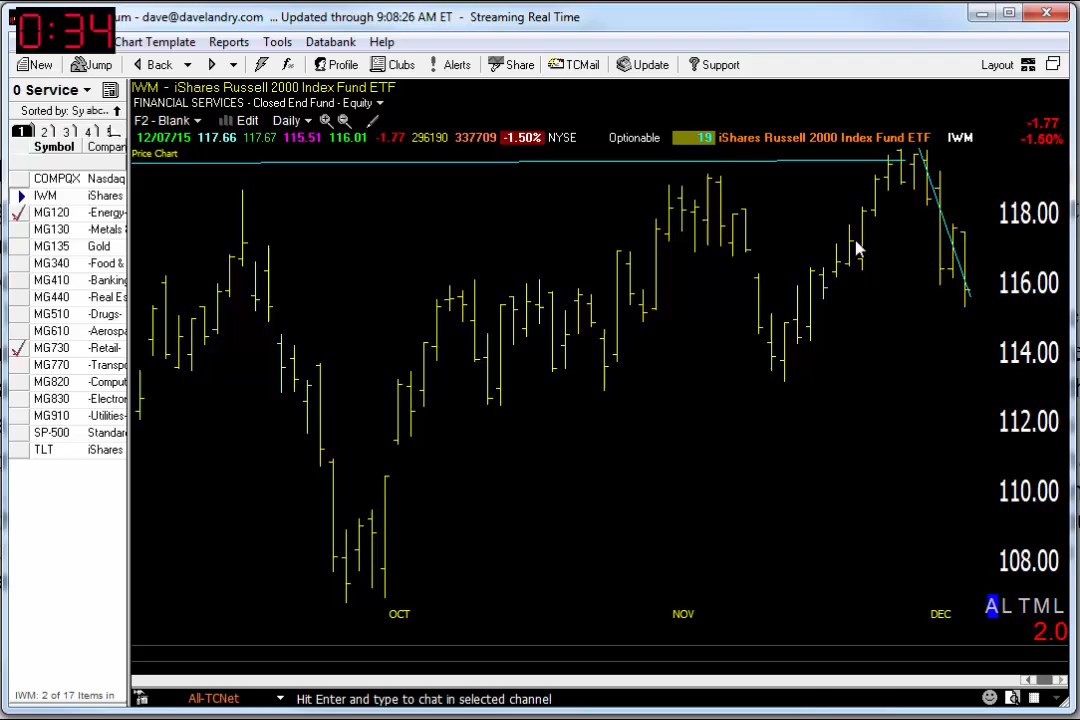 0:34
um - dave@davelandry.com ... Updated through 9:08:26 AM ET - Streaming Real Time
Chart Template Reports Tools Databank Help
New Jump Back Profile Clubs Alerts Share TCMail Update Support Layout
0 Service
Sorted by: Sy abc..
1 2 3 4
Symbol Compan
COMPQX Nasdaq
IWM iShares
MG120 -Energy-
MG130 -Metals
MG135 Gold
MG340 -Food &
MG410 -Banking
MG440 -Real Es
MG510 -Drugs-
MG610 -Aerosp
MG730 -Retail-
MG770 -Transp
MG820 -Comput
MG830 -Electron
MG910 -Utilities-
SP-500 Standar
TLT iShares
IWM: 2 of 17 Items in
IWM - iShares Russell 2000 Index Fund ETF
FINANCIAL SERVICES - Closed End Fund - Equity
F2 - Blank Edit Daily
12/07/15 117.66 117.67 115.51 116.01 -1.77 296190 337709 -1.50% NYSE Optionable 19 iShares Russell 2000 Index Fund ETF IWM
-1.77
-1.50%
Price Chart
118.00
116.00
114.00
112.00
110.00
108.00
OCT NOV DEC
A L T M L
2.0
All-TCNet Hit Enter and type to chat in selected channel